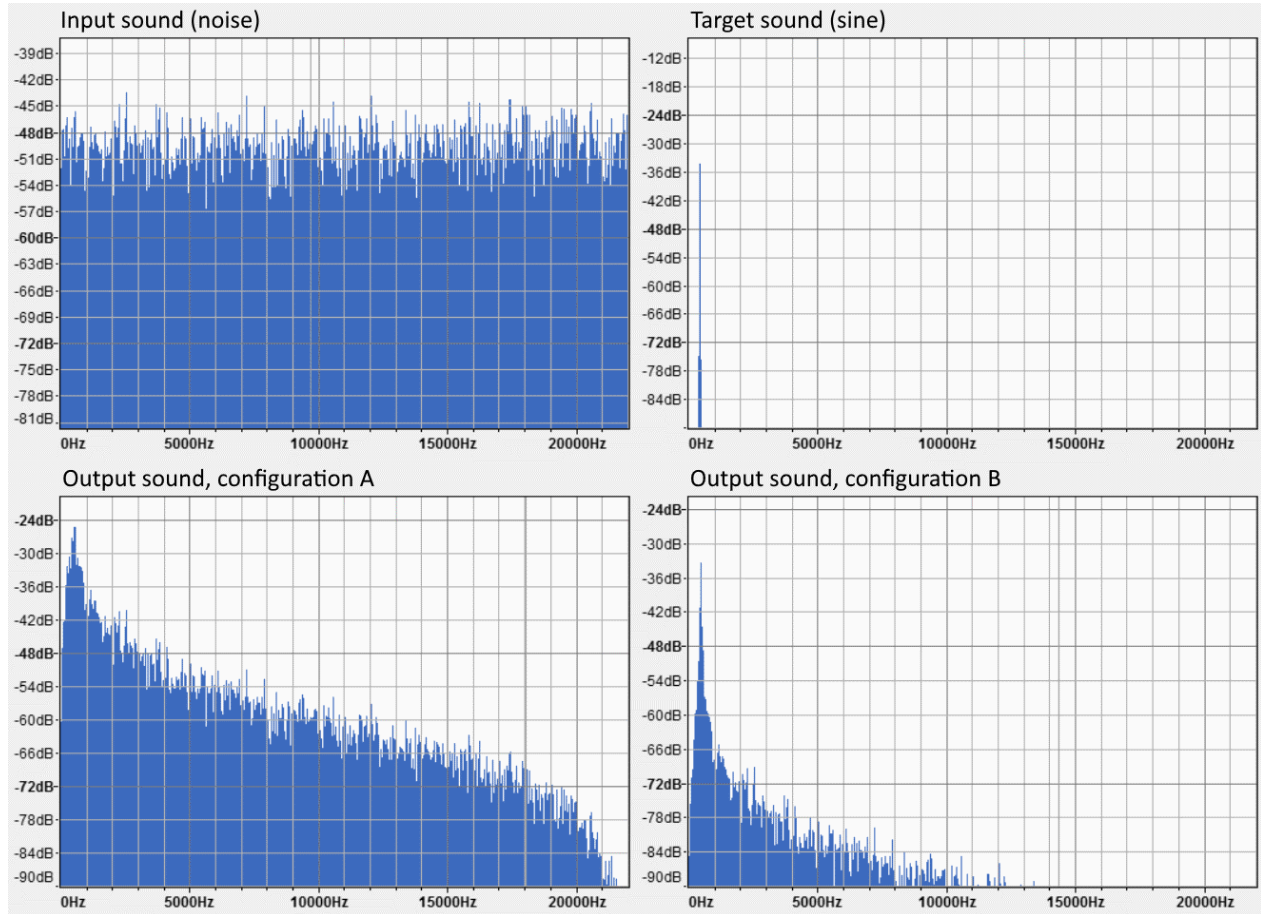 Input sound (noise)
-39dB
-42dB
-45dB
-48dB
-51dB
-54dB
-57dB
-60dB
-63dB
-66dB
-69dB
-72dB
-75dB
-78dB
-81dB
0Hz 5000Hz 10000Hz 15000Hz 20000Hz
Target sound (sine)
-12dB
-18dB
-24dB
-30dB
-36dB
-42dB
-48dB
-54dB
-60dB
-66dB
-72dB
-78dB
-84dB
0Hz 5000Hz 10000Hz 15000Hz 20000Hz
Output sound, configuration A
-24dB
-30dB
-36dB
-42dB
-48dB
-54dB
-60dB
-66dB
-72dB
-78dB
-84dB
-90dB
0Hz 5000Hz 10000Hz 15000Hz 20000Hz
Output sound, configuration B
-24dB
-30dB
-36dB
-42dB
-48dB
-54dB
-60dB
-66dB
-72dB
-78dB
-84dB
-90dB
0Hz 5000Hz 10000Hz 15000Hz 20000Hz